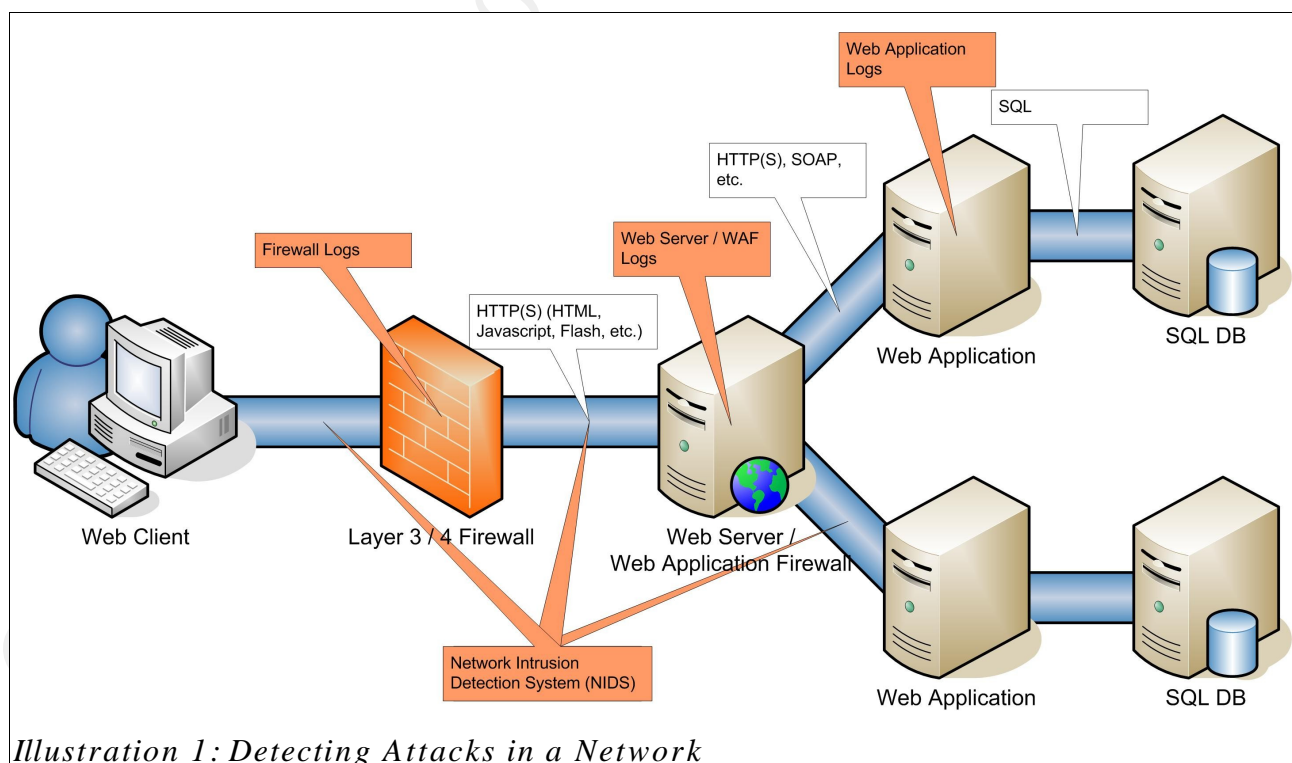 Web Application
Logs
SQL
HTTP(S), SOAP,
etc.
Firewall Logs
Web Server / WAF
Logs
HTTP(S) (HTML,
Javascript, Flash, etc.)
Web Application
SQL DB
Web Client
Layer 3 / 4 Firewall
Web Server /
Web Application Firewall
Network Intrusion
Detection System (NIDS)
Web Application
SQL DB
Illustration 1: Detecting Attacks in a Network